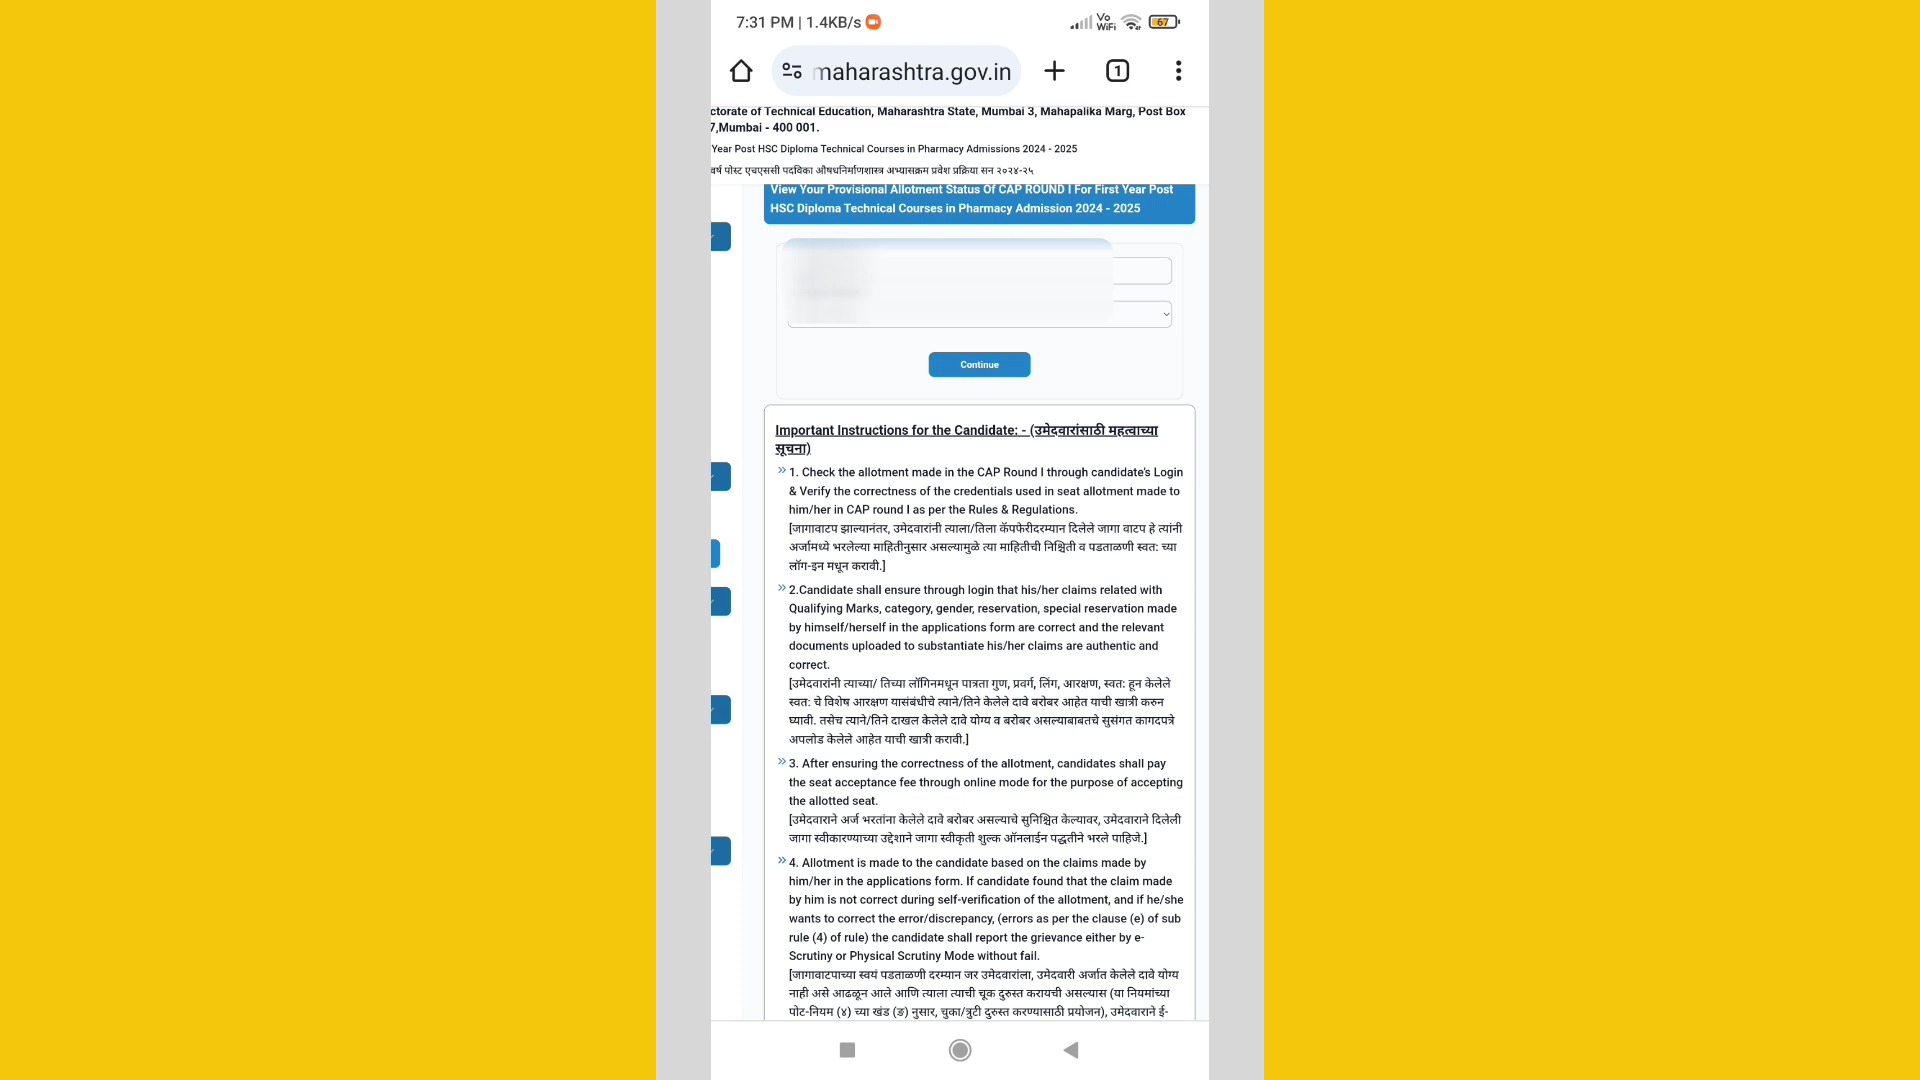 7:31 PM | 1.4KB/s
Vo
WiFi
67
maharashtra.gov.in
1
ctorate of Technical Education, Maharashtra State, Mumbai 3, Mahapalika Marg, Post Box
7,Mumbai - 400 001.
Year Post HSC Diploma Technical Courses in Pharmacy Admissions 2024 - 2025
वर्ष पोस्ट एचएससी पदविका औषधनिर्माणशास्त्र अभ्यासक्रम प्रवेश प्रक्रिया सन २०२४-२५
View Your Provisional Allotment Status Of CAP ROUND I For First Year Post
HSC Diploma Technical Courses in Pharmacy Admission 2024 - 2025
Continue
Important Instructions for the Candidate: - (उमेदवारांसाठी महत्वाच्या
सूचना)
» 1. Check the allotment made in the CAP Round I through candidate's Login
& Verify the correctness of the credentials used in seat allotment made to
him/her in CAP round I as per the Rules & Regulations.
[जागावाटप झाल्यानंतर, उमेदवारांनी त्याला/तिला कॅपफेरीदरम्यान दिलेले जागा वाटप हे त्यांनी
अर्जामध्ये भरलेल्या माहितीनुसार असल्यामुळे त्या माहितीची निश्चिती व पडताळणी स्वत: च्या
लॉग-इन मधून करावी.]
» 2.Candidate shall ensure through login that his/her claims related with
Qualifying Marks, category, gender, reservation, special reservation made
by himself/herself in the applications form are correct and the relevant
documents uploaded to substantiate his/her claims are authentic and
correct.
[उमेदवारांनी त्याच्या/ तिच्या लॉगिनमधून पात्रता गुण, प्रवर्ग, लिंग, आरक्षण, स्वत: हून केलेले
स्वत: चे विशेष आरक्षण यासंबंधीचे त्याने/तिने केलेले दावे बरोबर आहेत याची खात्री करुन
घ्यावी. तसेच त्याने/तिने दाखल केलेले दावे योग्य व बरोबर असल्याबाबतचे सुसंगत कागदपत्रे
अपलोड केलेले आहेत याची खात्री करावी.]
» 3. After ensuring the correctness of the allotment, candidates shall pay
the seat acceptance fee through online mode for the purpose of accepting
the allotted seat.
[उमेदवाराने अर्ज भरतांना केलेले दावे बरोबर असल्याचे सुनिश्चित केल्यावर, उमेदवाराने दिलेली
जागा स्वीकारण्याच्या उद्देशाने जागा स्वीकृती शुल्क ऑनलाईन पद्धतीने भरले पाहिजे.]
» 4. Allotment is made to the candidate based on the claims made by
him/her in the applications form. If candidate found that the claim made
by him is not correct during self-verification of the allotment, and if he/she
wants to correct the error/discrepancy, (errors as per the clause (e) of sub
rule (4) of rule) the candidate shall report the grievance either by e-
Scrutiny or Physical Scrutiny Mode without fail.
[जागावाटपाच्या स्वयं पडताळणी दरम्यान जर उमेदवारांला, उमेदवारी अर्जात केलेले दावे योग्य
नाही असे आढळून आले आणि त्याला त्याची चूक दुरुस्त करायची असल्यास (या नियमांच्या
पोट-नियम (४) च्या खंड (ङ) नुसार, चुका/त्रुटी दुरुस्त करण्यासाठी प्रयोजन), उमेदवाराने ई-